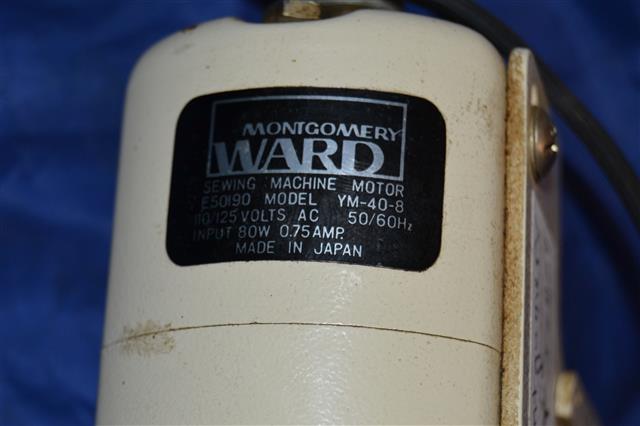 MONTGOMERY
WARD
SEWING MACHINE MOTOR
E50190 MODEL YM-40-8
110/125 VOLTS AC 50/60Hz
INPUT 80W 0.75AMP.
MADE IN JAPAN